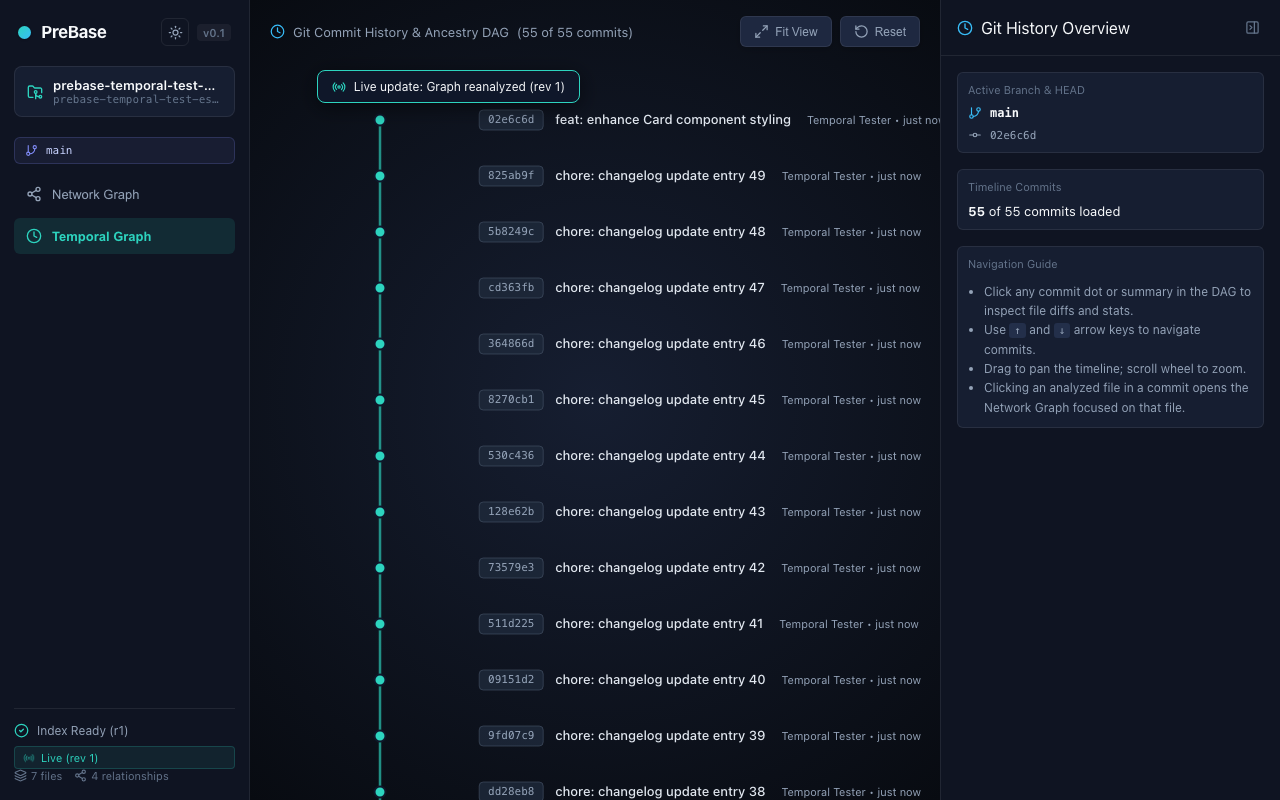 PreBase
v0.1
prebase-temporal-test-...
prebase-temporal-test-es…
main
Network Graph
Temporal Graph
Index Ready (r1)
Live (rev 1)
7 files 4 relationships
Git Commit History & Ancestry DAG (55 of 55 commits)
Fit View
Reset
Live update: Graph reanalyzed (rev 1)
02e6c6d feat: enhance Card component styling Temporal Tester • just now
825ab9f chore: changelog update entry 49 Temporal Tester • just now
5b8249c chore: changelog update entry 48 Temporal Tester • just now
cd363fb chore: changelog update entry 47 Temporal Tester • just now
364866d chore: changelog update entry 46 Temporal Tester • just now
8270cb1 chore: changelog update entry 45 Temporal Tester • just now
530c436 chore: changelog update entry 44 Temporal Tester • just now
128e62b chore: changelog update entry 43 Temporal Tester • just now
73579e3 chore: changelog update entry 42 Temporal Tester • just now
511d225 chore: changelog update entry 41 Temporal Tester • just now
09151d2 chore: changelog update entry 40 Temporal Tester • just now
9fd07c9 chore: changelog update entry 39 Temporal Tester • just now
dd28eb8 chore: changelog update entry 38 Temporal Tester • just now
Git History Overview
Active Branch & HEAD
main
02e6c6d
Timeline Commits
55 of 55 commits loaded
Navigation Guide
• Click any commit dot or summary in the DAG to
inspect file diffs and stats.
• Use ↑ and ↓ arrow keys to navigate
commits.
• Drag to pan the timeline; scroll wheel to zoom.
• Clicking an analyzed file in a commit opens the
Network Graph focused on that file.